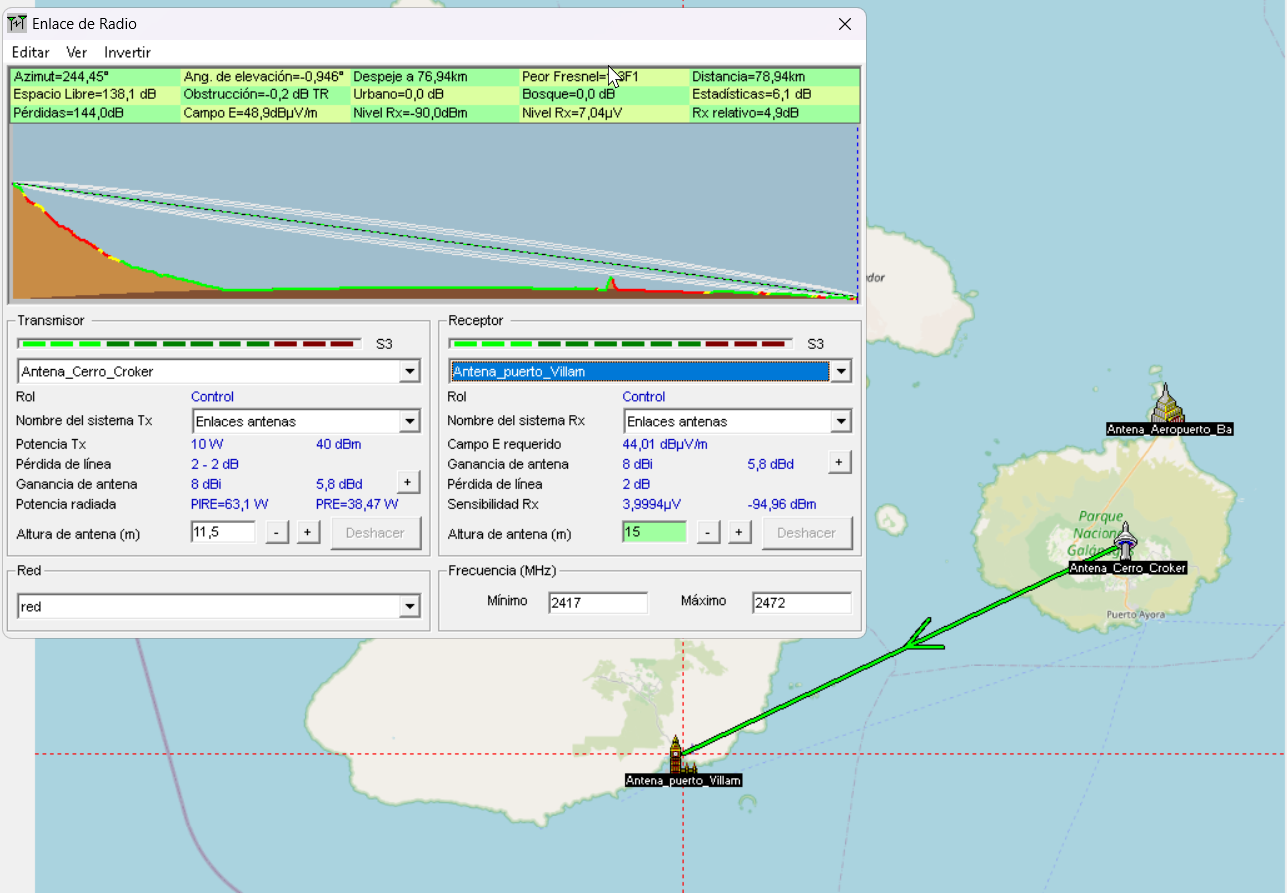 Enlace de Radio
Editar Ver Invertir
Azimut=244,45° Ang. de elevación=-0,946° Despeje a 76,94km Peor Fresnel= 3F1 Distancia=78,94km
Espacio Libre=138,1 dB Obstrucción=-0,2 dB TR Urbano=0,0 dB Bosque=0,0 dB Estadísticas=6,1 dB
Pérdidas=144,0dB Campo E=48,9dBµV/m Nivel Rx=-90,0dBm Nivel Rx=7,04µV Rx relativo=4,9dB
Transmisor
S3
Antena_Cerro_Croker
Rol Control
Nombre del sistema Tx Enlaces antenas
Potencia Tx 10 W 40 dBm
Pérdida de línea 2 - 2 dB
Ganancia de antena 8 dBi 5,8 dBd +
Potencia radiada PIRE=63,1 W PRE=38,47 W
Altura de antena (m) 11,5 - + Deshacer
Red
red
Receptor
S3
Antena_puerto_Villam
Rol Control
Nombre del sistema Rx Enlaces antenas
Campo E requerido 44,01 dBµV/m
Ganancia de antena 8 dBi 5,8 dBd +
Pérdida de línea 2 dB
Sensibilidad Rx 3,9994µV -94,96 dBm
Altura de antena (m) 15 - + Deshacer
Frecuencia (MHz)
Mínimo 2417 Máximo 2472
dor
Antena_Aeropuerto_Ba
Parque
Nacion
Galáp
Antena_Cerro_Croker
Puerto Ayora
Antena_puerto_Villam